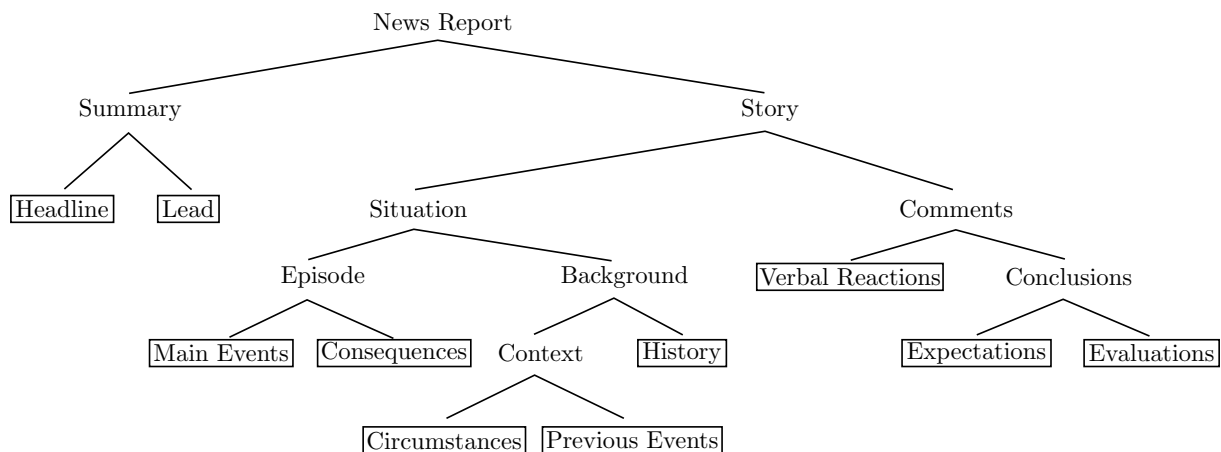 News Report
Summary Story
Headline Lead Situation Comments
Episode Background Verbal Reactions Conclusions
Main Events Consequences Context History Expectations Evaluations
Circumstances Previous Events